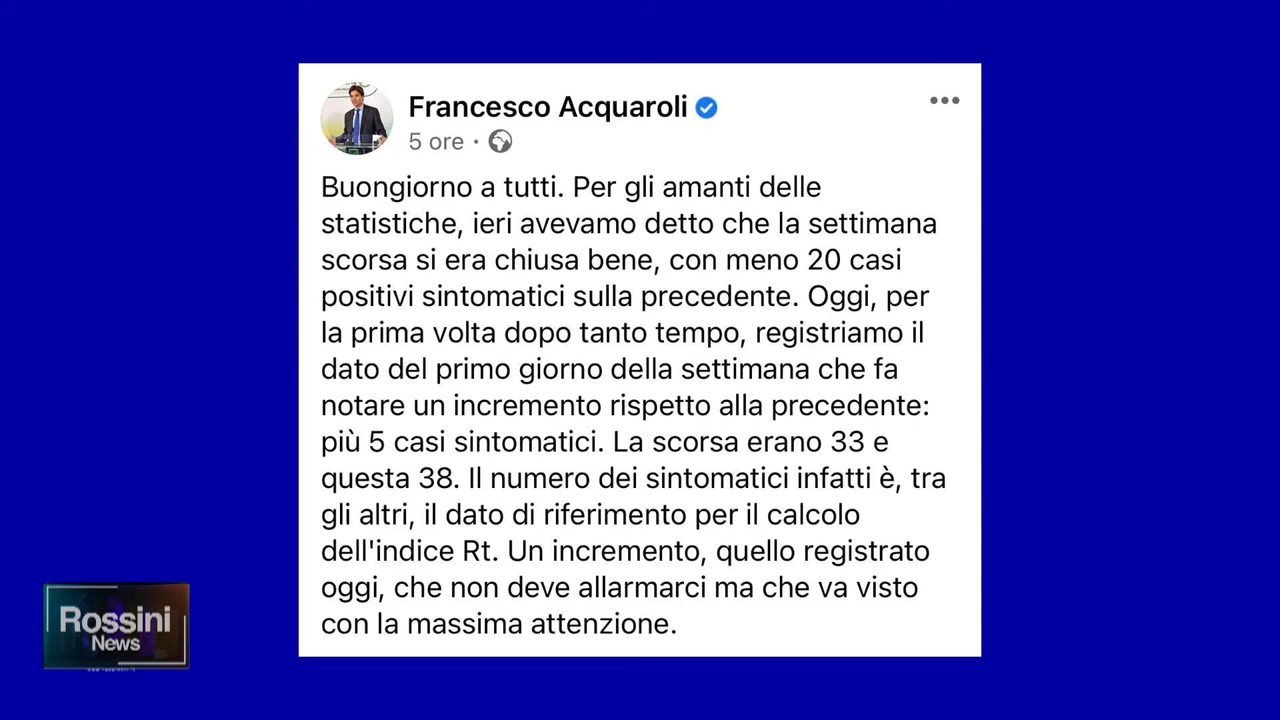 Francesco Acquaroli
5 ore ·
Buongiorno a tutti. Per gli amanti delle
statistiche, ieri avevamo detto che la settimana
scorsa si era chiusa bene, con meno 20 casi
positivi sintomatici sulla precedente. Oggi, per
la prima volta dopo tanto tempo, registriamo il
dato del primo giorno della settimana che fa
notare un incremento rispetto alla precedente:
più 5 casi sintomatici. La scorsa erano 33 e
questa 38. Il numero dei sintomatici infatti è, tra
gli altri, il dato di riferimento per il calcolo
dell'indice Rt. Un incremento, quello registrato
oggi, che non deve allarmarci ma che va visto
con la massima attenzione.
Rossini
News